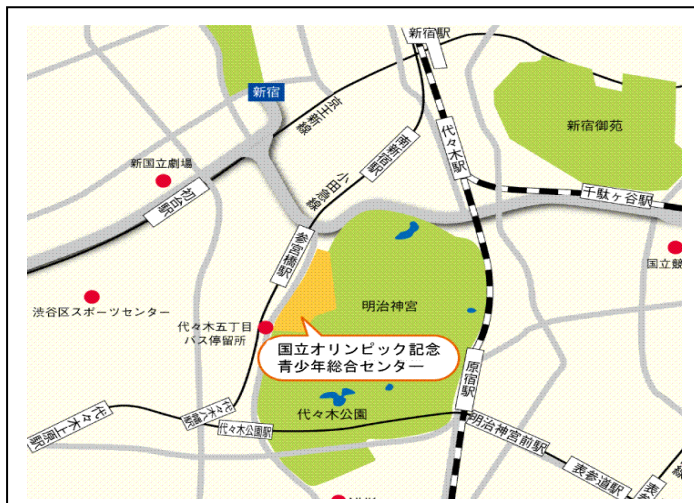 新宿駅
新宿
京王新線
新宿御苑
代々木駅
南新宿駅
新国立劇場
初台駅
小田急線
千駄ヶ谷駅
参宮橋駅
国立競
渋谷区スポーツセンター
明治神宮
代々木五丁目
バス停留所
国立オリンピック記念
青少年総合センター
原宿駅
代々木公園
代々木八幡駅
代々木上原駅
代々木公園駅
明治神宮前駅
表参道駅